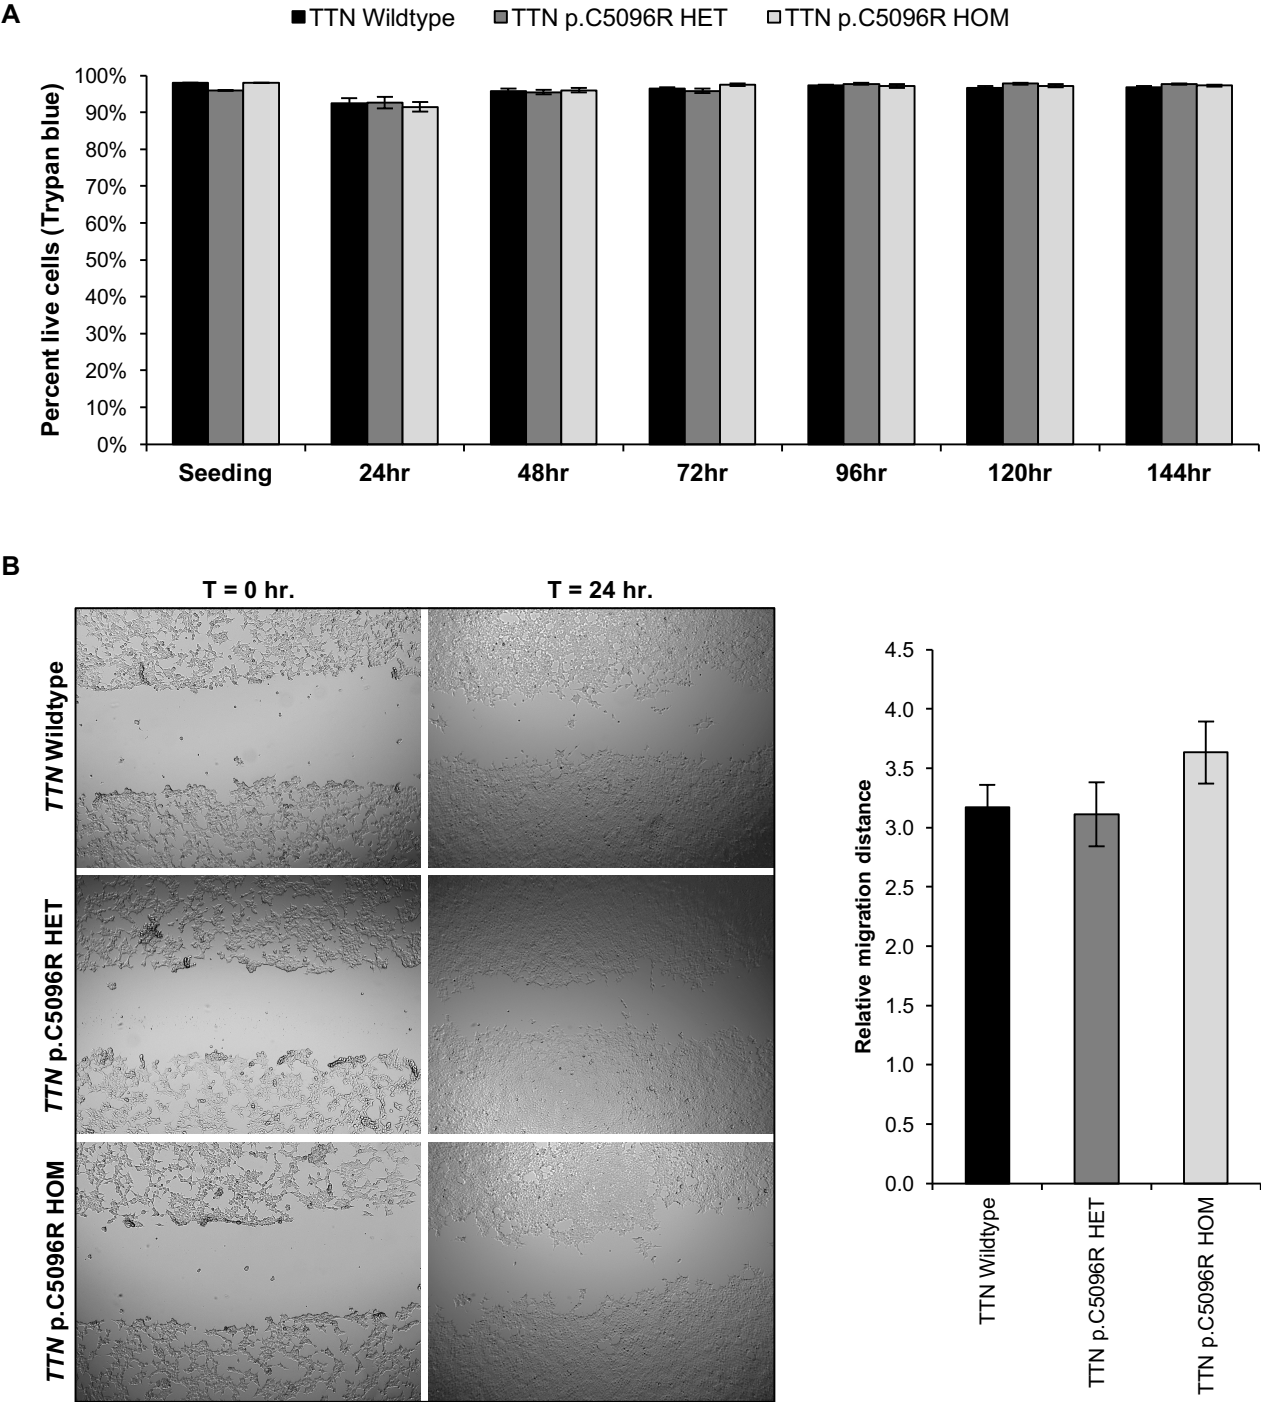 A
TTN Wildtype TTN p.C5096R HET TTN p.C5096R HOM
Percent live cells (Trypan blue)
100%
90%
80%
70%
60%
50%
40%
30%
20%
10%
0%
Seeding 24hr 48hr 72hr 96hr 120hr 144hr
B
T = 0 hr. T = 24 hr.
TTN Wildtype
TTN p.C5096R HET
TTN p.C5096R HOM
Relative migration distance
4.5
4.0
3.5
3.0
2.5
2.0
1.5
1.0
0.5
0.0
TTN Wildtype
TTN p.C5096R HET
TTN p.C5096R HOM